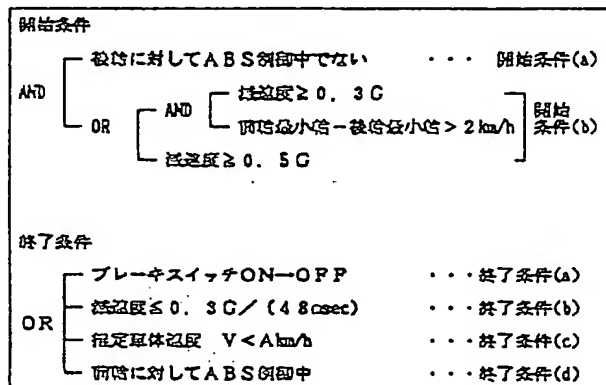 開始条件
後輪に対してABS制御中でない ・・・ 開始条件(a)
AND
減速度≥0.3G
AND
開始
OR
前輪最小値-後輪最小値>2km/h
条件(b)
減速度≥0.5G
終了条件
ブレーキスイッチON→OFF ・・・終了条件(a)
減速度≤0.3G/(48msec) ・・・終了条件(b)
OR
推定車体速度 V<Akm/h ・・・終了条件(c)
前輪に対してABS制御中 ・・・終了条件(d)